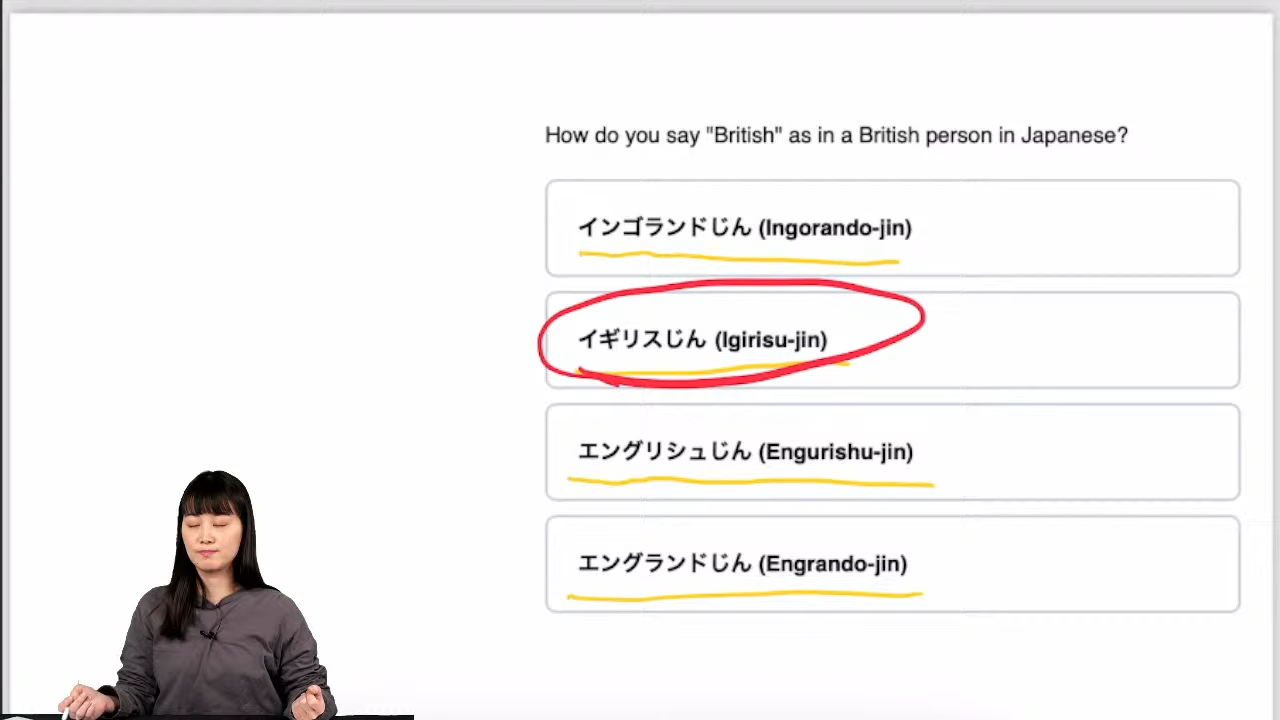 How do you say "British" as in a British person in Japanese?
インゴランドじん (Ingorando-jin)
イギリスじん (Igirisu-jin)
エングリシュじん (Engurishu-jin)
エングランドじん (Engrando-jin)